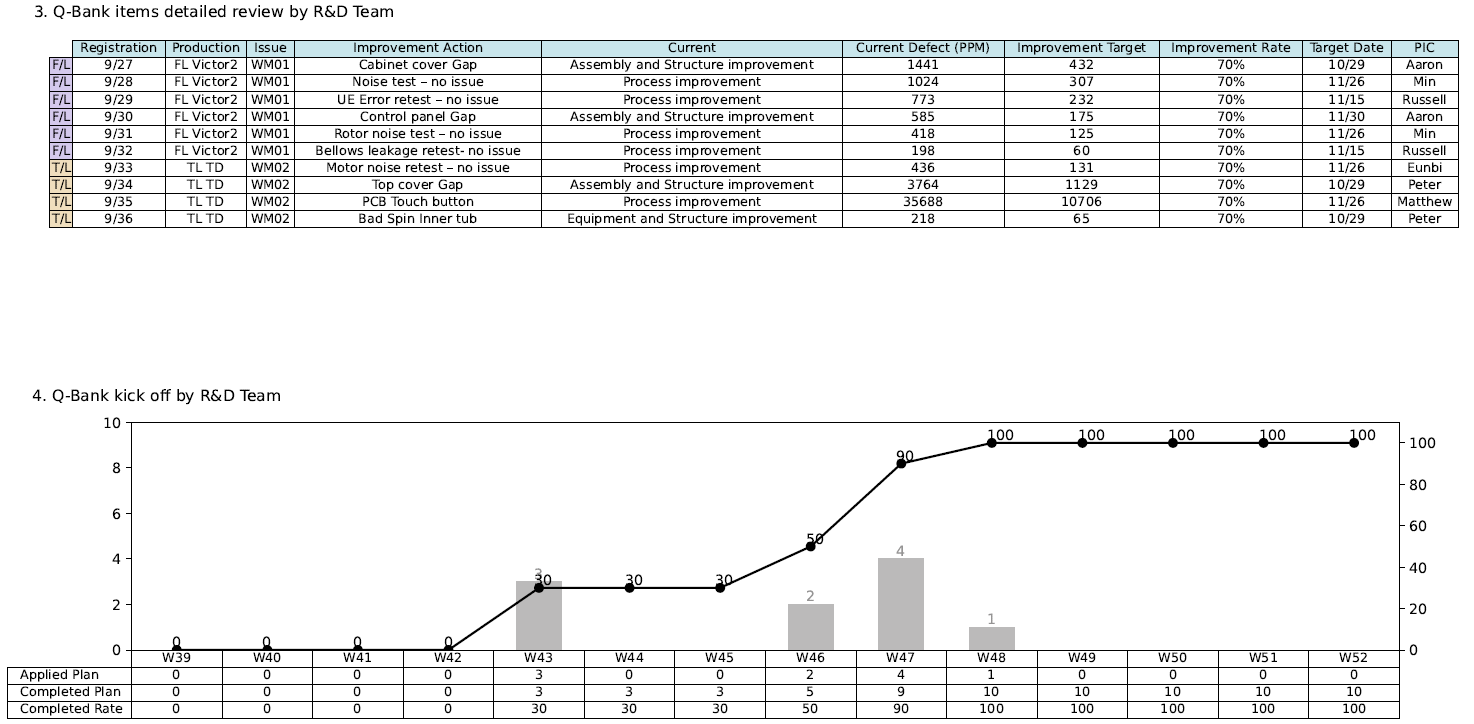 3. Q-Bank items detailed review by R&D Team
Registration Production Issue Improvement Action Current Current Defect (PPM) Improvement Target Improvement Rate Target Date PIC
F/L 9/27 FL Victor2 WM01 Cabinet cover Gap Assembly and Structure improvement 1441 432 70% 10/29 Aaron
F/L 9/28 FL Victor2 WM01 Noise test – no issue Process improvement 1024 307 70% 11/26 Min
F/L 9/29 FL Victor2 WM01 UE Error retest – no issue Process improvement 773 232 70% 11/15 Russell
F/L 9/30 FL Victor2 WM01 Control panel Gap Assembly and Structure improvement 585 175 70% 11/30 Aaron
F/L 9/31 FL Victor2 WM01 Rotor noise test – no issue Process improvement 418 125 70% 11/26 Min
F/L 9/32 FL Victor2 WM01 Bellows leakage retest- no issue Process improvement 198 60 70% 11/15 Russell
T/L 9/33 TL TD WM02 Motor noise retest – no issue Process improvement 436 131 70% 11/26 Eunbi
T/L 9/34 TL TD WM02 Top cover Gap Assembly and Structure improvement 3764 1129 70% 10/29 Peter
T/L 9/35 TL TD WM02 PCB Touch button Process improvement 35688 10706 70% 11/26 Matthew
T/L 9/36 TL TD WM02 Bad Spin Inner tub Equipment and Structure improvement 218 65 70% 10/29 Peter
4. Q-Bank kick off by R&D Team
10
100 100 100 100 100
100
90
8
80
6
60
50
4
4
40
3
30 30 30
2
2
20
1
0 0 0 0
0
0
W39 W40 W41 W42 W43 W44 W45 W46 W47 W48 W49 W50 W51 W52
Applied Plan 0 0 0 0 3 0 0 2 4 1 0 0 0 0
Completed Plan 0 0 0 0 3 3 3 5 9 10 10 10 10 10
Completed Rate 0 0 0 0 30 30 30 50 90 100 100 100 100 100